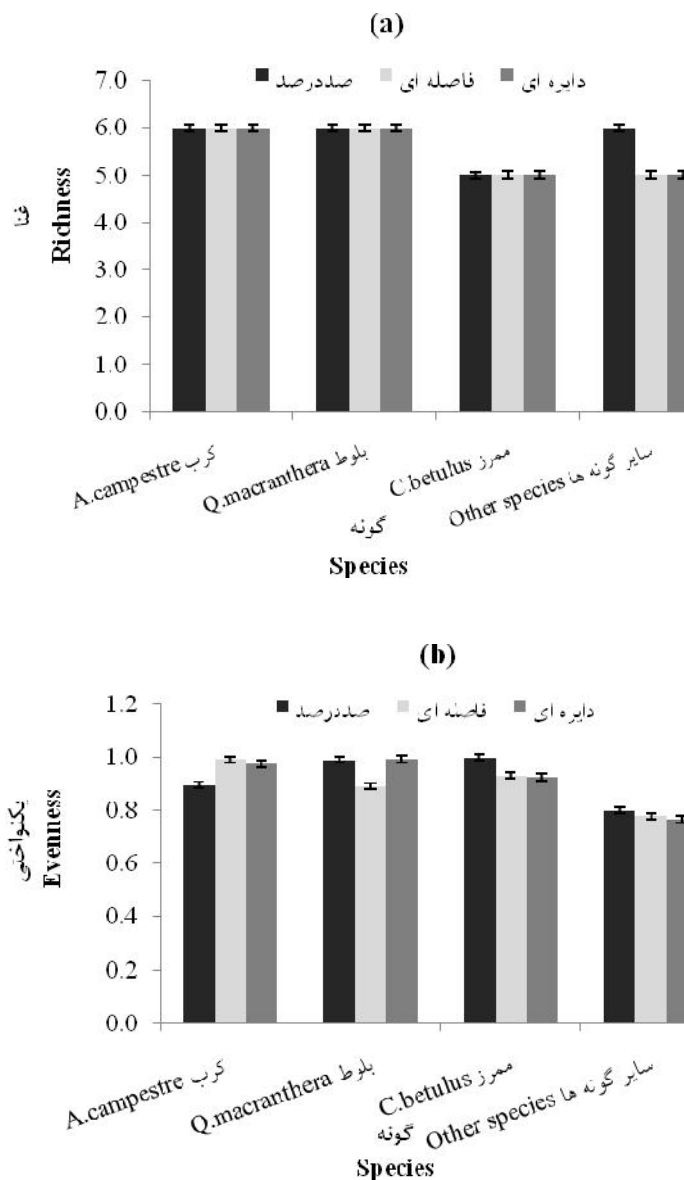 (a)
صددرصد فاصله ای دایره ای
7.0
6.0
5.0
4.0
3.0
2.0
1.0
0.0
غنا
Richness
A.campestre کرب
Q.macranthera بلوط
C.betulus ممرز
Other species سایر گونه ها
گونه
Species
(b)
صددرصد فاصله ای دایره ای
1.2
1.0
0.8
0.6
0.4
0.2
0.0
یکنواختی
Evenness
A.campestre کرب
Q.macranthera بلوط
C.betulus ممرز
Other species سایر گونه ها
گونه
Species